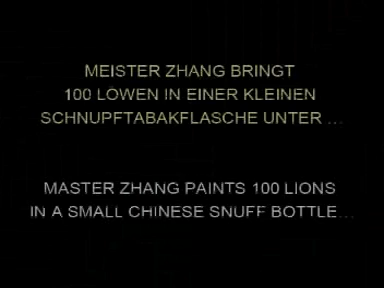 MEISTER ZHANG BRINGT
100 LÖWEN IN EINER KLEINEN
SCHNUPFTABAKFLASCHE UNTER ...
MASTER ZHANG PAINTS 100 LIONS
IN A SMALL CHINESE SNUFF BOTTLE...